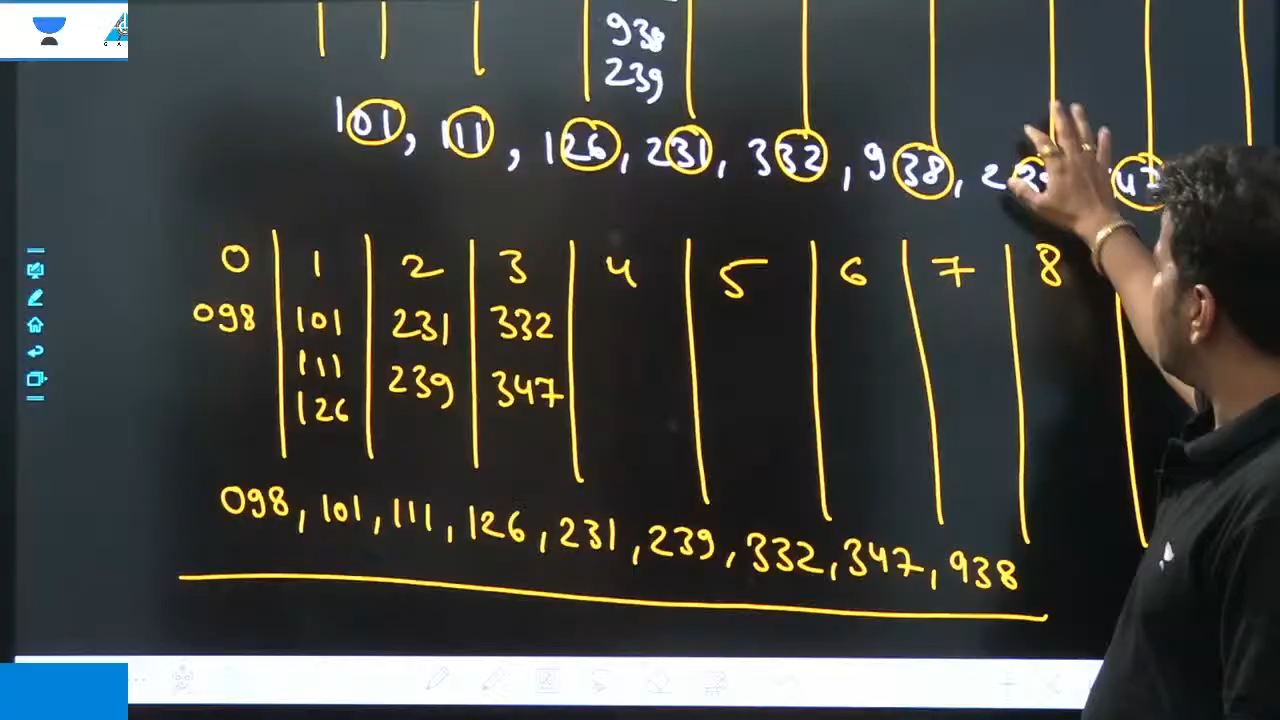 938
239
101, 111, 126, 231, 332, 938,
0 1 2 3 4 5 6 7 8
098 101 231 332
111 239 347
126
098, 101, 111, 126, 231, 239, 332, 347, 938